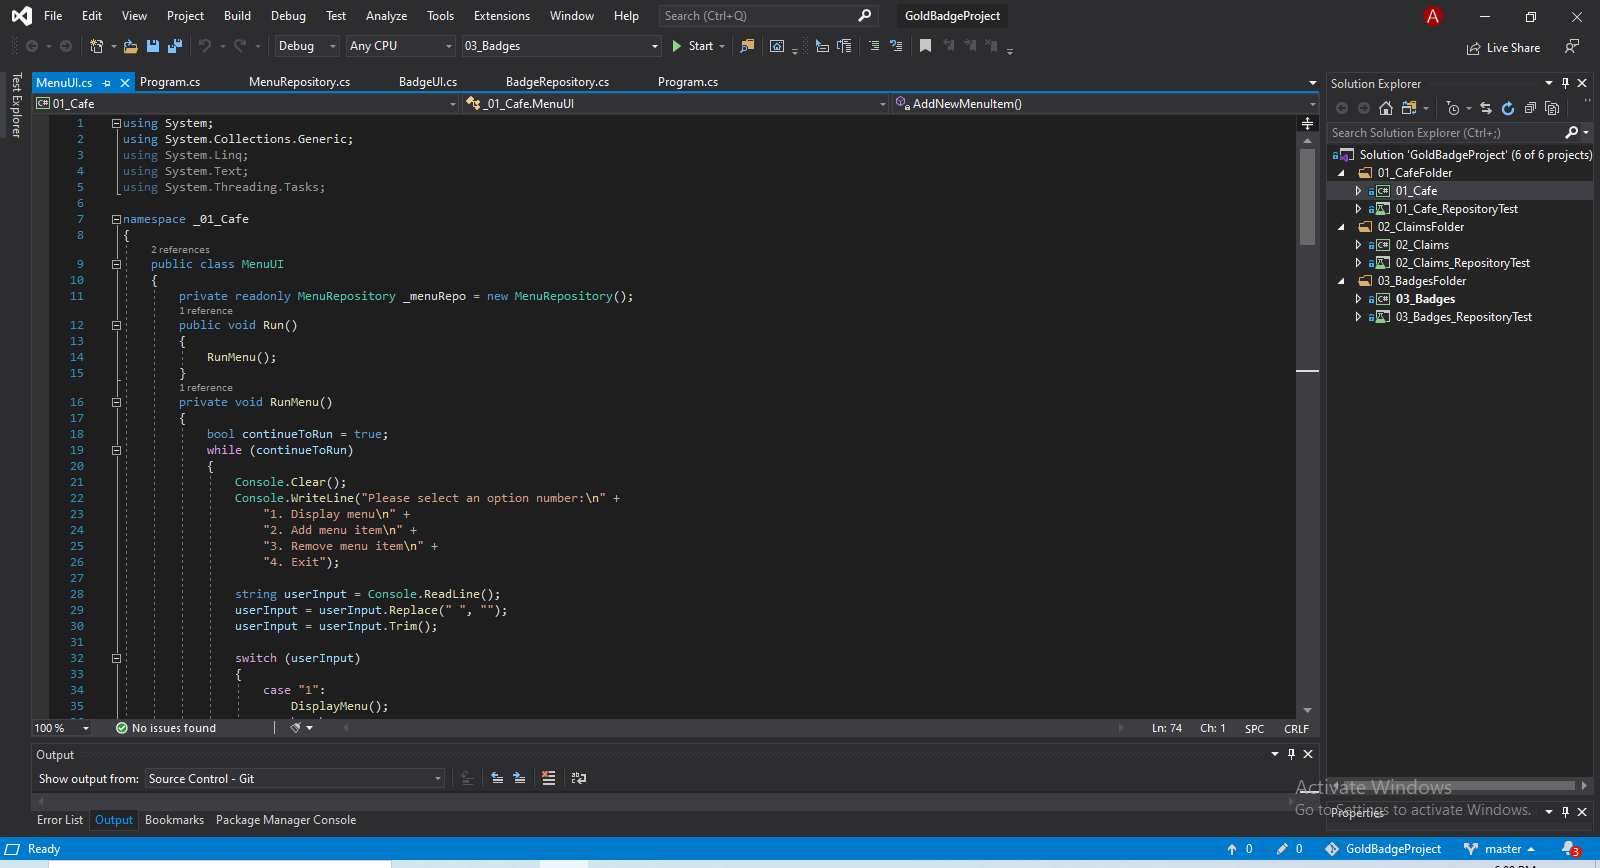 File Edit View Project Build Debug Test Analyze Tools Extensions Window Help Search (Ctrl+Q) GoldBadgeProject A
Debug Any CPU 03_Badges Start Live Share
Test Explorer
MenuUI.cs Program.cs MenuRepository.cs BadgeUI.cs BadgeRepository.cs Program.cs
C# 01_Cafe _01_Cafe.MenuUI AddNewMenuItem()
1 using System;
2 using System.Collections.Generic;
3 using System.Linq;
4 using System.Text;
5 using System.Threading.Tasks;
6
7 namespace _01_Cafe
8 {
2 references
9 public class MenuUI
10 {
11 private readonly MenuRepository _menuRepo = new MenuRepository();
1 reference
12 public void Run()
13 {
14 RunMenu();
15 }
1 reference
16 private void RunMenu()
17 {
18 bool continueToRun = true;
19 while (continueToRun)
20 {
21 Console.Clear();
22 Console.WriteLine("Please select an option number:\n" +
23 "1. Display menu\n" +
24 "2. Add menu item\n" +
25 "3. Remove menu item\n" +
26 "4. Exit");
27
28 string userInput = Console.ReadLine();
29 userInput = userInput.Replace(" ", "");
30 userInput = userInput.Trim();
31
32 switch (userInput)
33 {
34 case "1":
35 DisplayMenu();
100 % No issues found Ln: 74 Ch: 1 SPC CRLF
Output
Show output from: Source Control - Git
Error List Output Bookmarks Package Manager Console
Solution Explorer
Search Solution Explorer (Ctrl+;)
Solution 'GoldBadgeProject' (6 of 6 projects)
01_CafeFolder
C# 01_Cafe
01_Cafe_RepositoryTest
02_ClaimsFolder
C# 02_Claims
02_Claims_RepositoryTest
03_BadgesFolder
C# 03_Badges
03_Badges_RepositoryTest
Activate Windows
Go to Settings to activate Windows.
Properties
Ready 0 0 GoldBadgeProject master 3